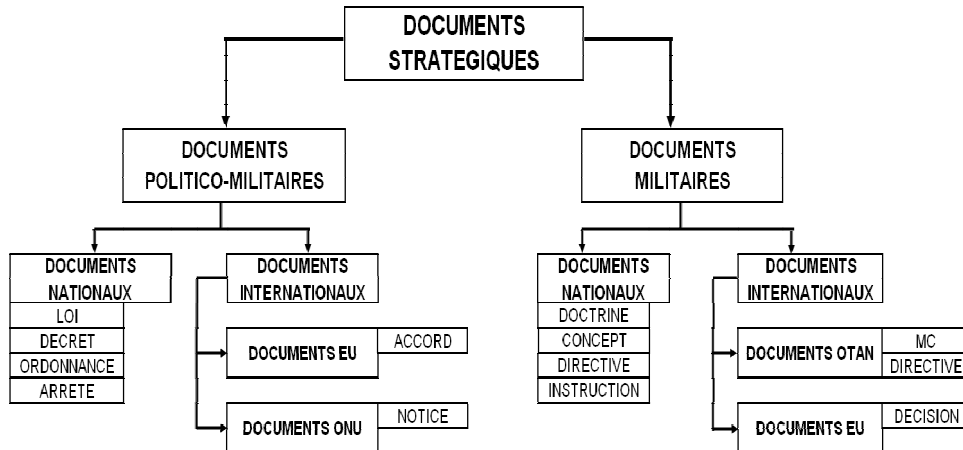 DOCUMENTS
STRATEGIQUES
DOCUMENTS
POLITICO-MILITAIRES
DOCUMENTS
MILITAIRES
DOCUMENTS
NATIONAUX
LOI
DECRET
ORDONNANCE
ARRETE
DOCUMENTS
INTERNATIONAUX
DOCUMENTS EU
ACCORD
DOCUMENTS ONU
NOTICE
DOCUMENTS
NATIONAUX
DOCTRINE
CONCEPT
DIRECTIVE
INSTRUCTION
DOCUMENTS
INTERNATIONAUX
DOCUMENTS OTAN
MC
DIRECTIVE
DOCUMENTS EU
DECISION